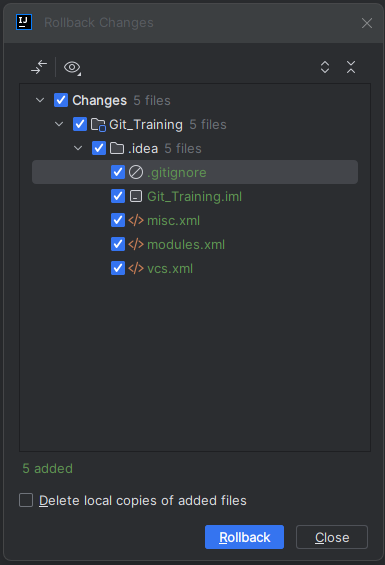 IJ
Rollback Changes
Changes 5 files
Git_Training 5 files
.idea 5 files
.gitignore
Git_Training.iml
misc.xml
modules.xml
vcs.xml
5 added
Delete local copies of added files
Rollback
Close